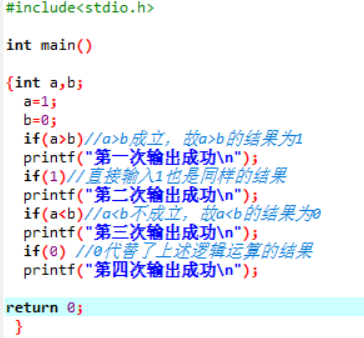 #include<stdio.h>
int main()
{int a,b;
a=1;
b=0;
if(a>b)//a>b成立，故a>b的结果为1
printf("第一次输出成功\n");
if(1)//直接输入1也是同样的结果
printf("第二次输出成功\n");
if(a<b)//a<b不成立，故a<b的结果为0
printf("第三次输出成功\n");
if(0) //0代替了上述逻辑运算的结果
printf("第四次输出成功\n");
return 0;
}